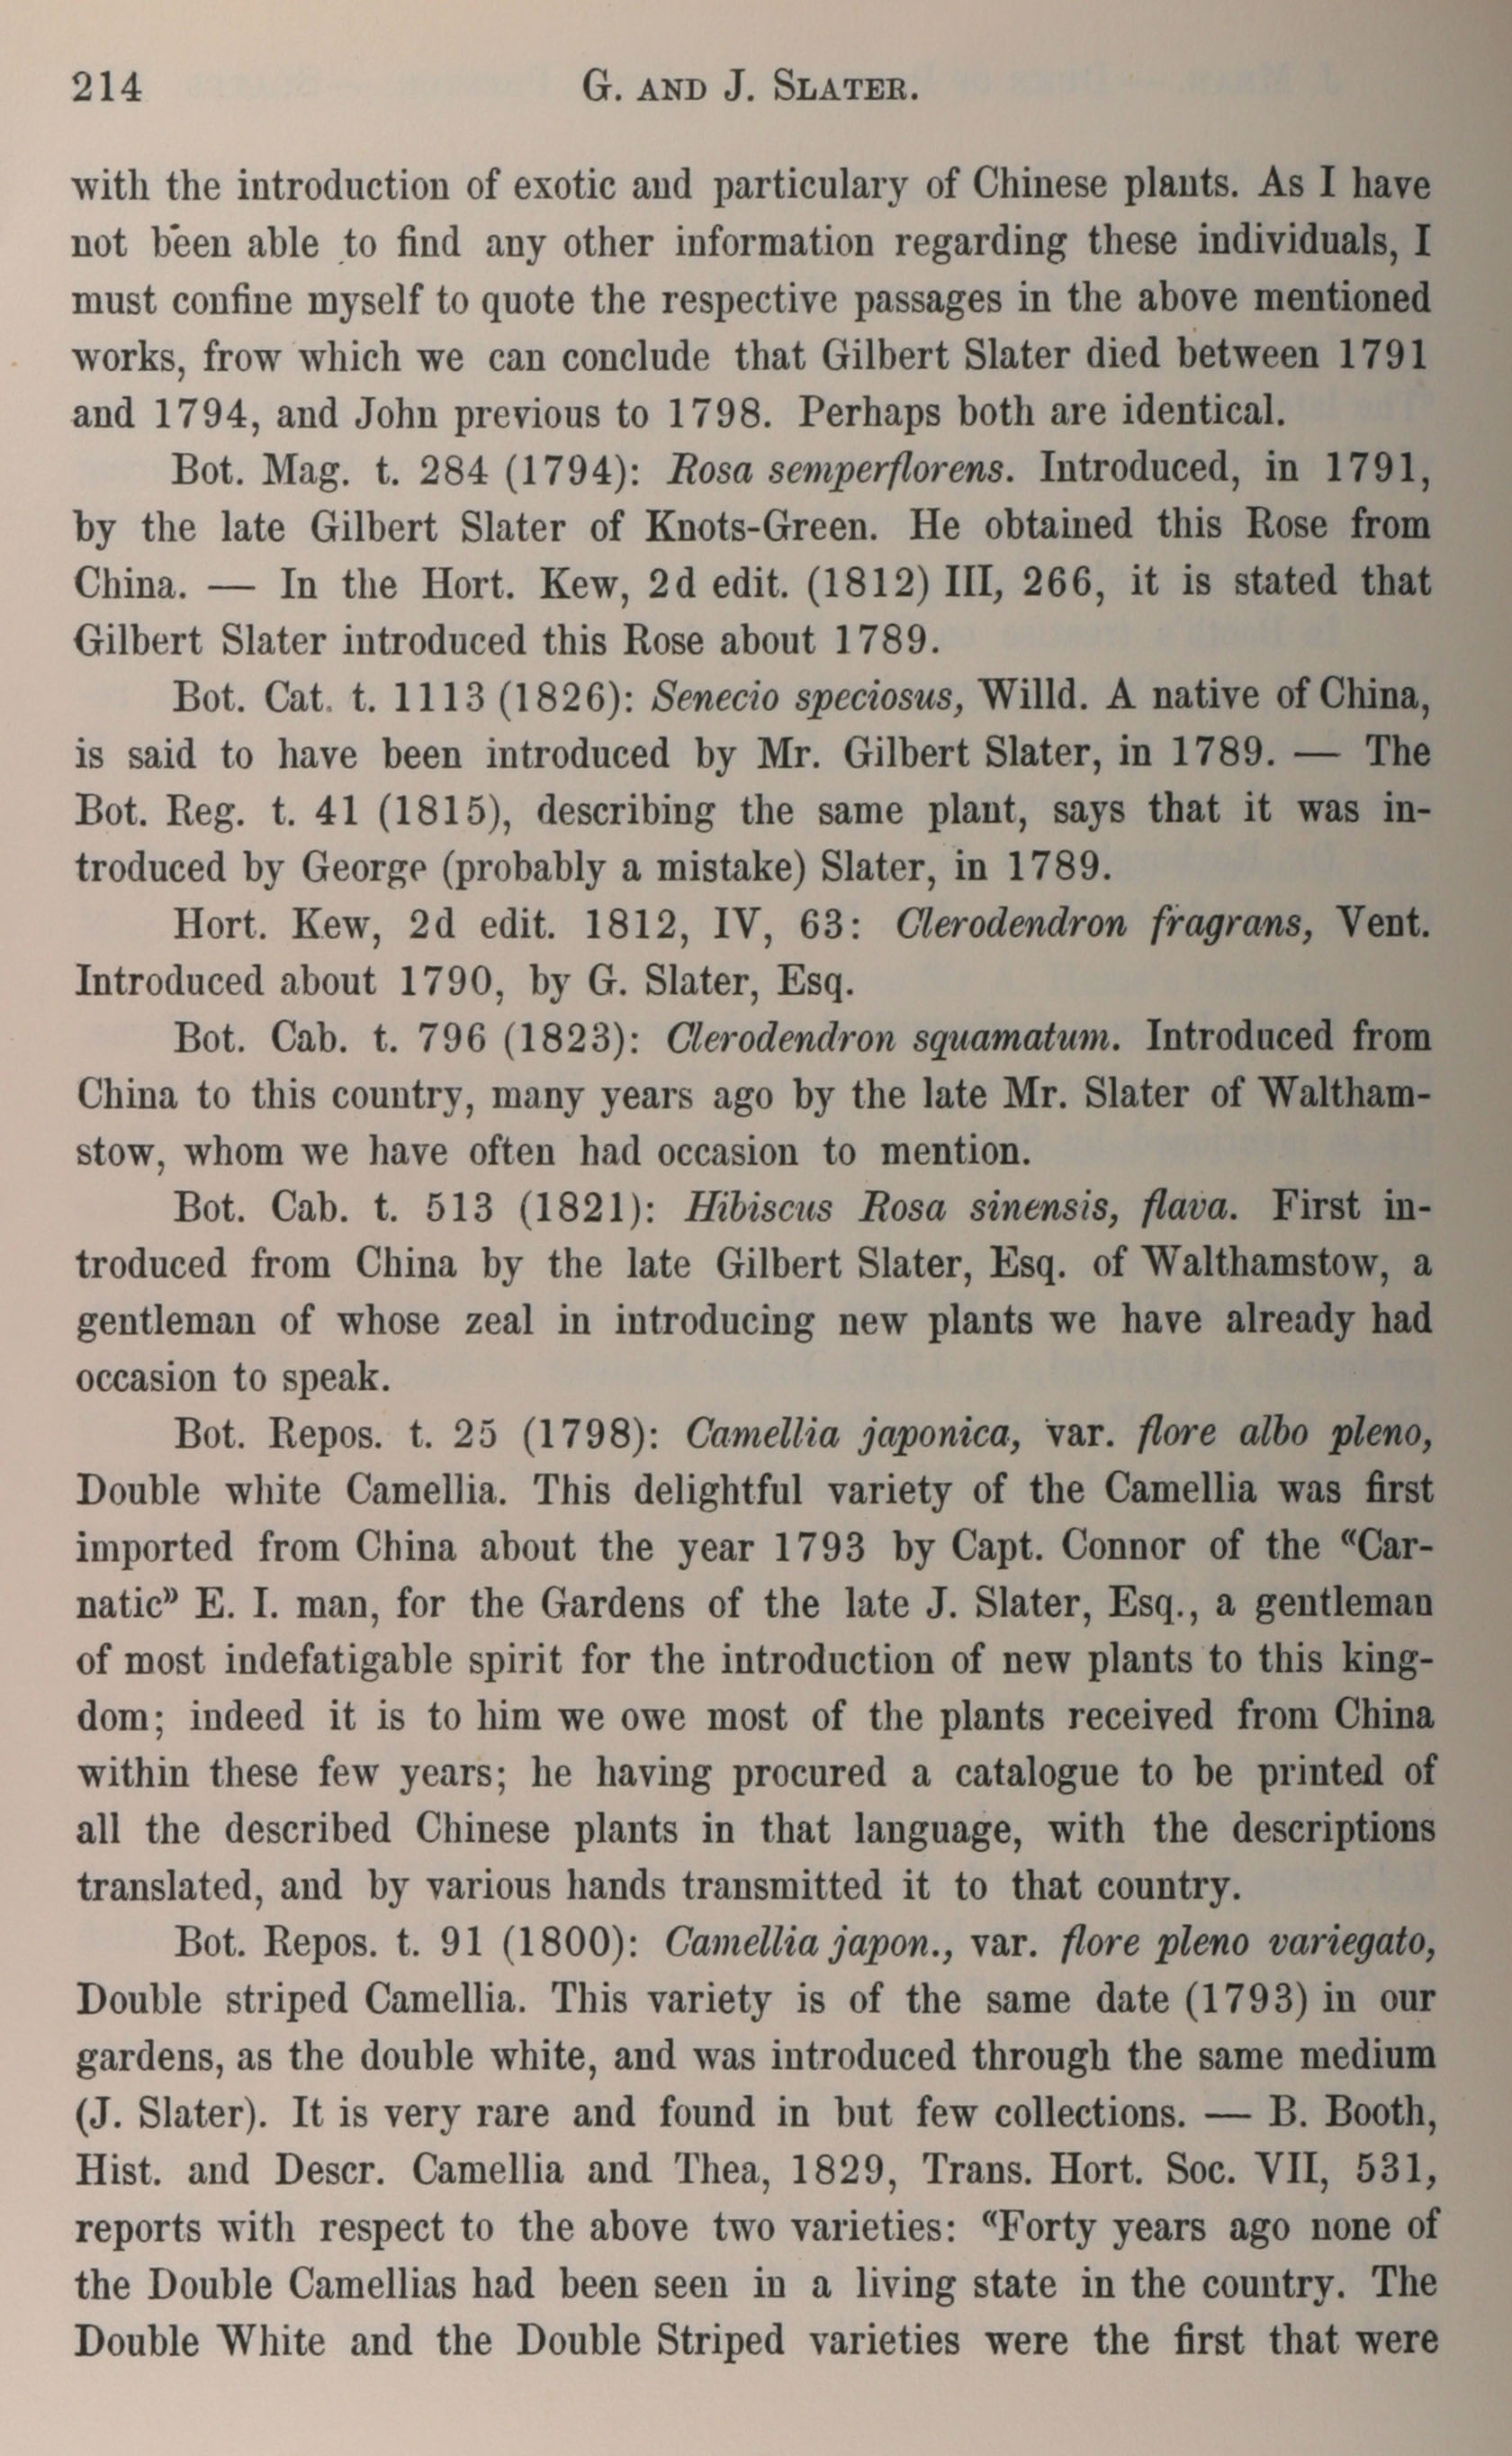 214
G. AND J. SLATER.
with the introduction of exotic and particulary of Chinese plants. As I have
not been able to find any other information regarding these individuals, I
must confine myself to quote the respective passages in the above mentioned
works, frow which we can conclude that Gilbert Slater died between 1791
and 1794, and John previous to 1798. Perhaps both are identical.
Bot. Mag. t. 284 (1794): Rosa semperflorens. Introduced, in 1791,
by the late Gilbert Slater of Knots-Green. He obtained this Rose from
China. — In the Hort. Kew, 2d edit. (1812) III, 266, it is stated that
Gilbert Slater introduced this Rose about 1789.
Bot. Cat. t. 1113 (1826): Senecio speciosus, Willd. A native of China,
is said to have been introduced by Mr. Gilbert Slater, in 1789. — The
Bot. Reg. t. 41 (1815), describing the same plant, says that it was in-
troduced by George (probably a mistake) Slater, in 1789.
Hort. Kew, 2d edit. 1812, IV, 63: Clerodendron fragrans, Vent.
Introduced about 1790, by G. Slater, Esq.
Bot. Cab. t. 796 (1823): Clerodendron squamatum. Introduced from
China to this country, many years ago by the late Mr. Slater of Waltham-
stow, whom we have often had occasion to mention.
Bot. Cab. t. 513 (1821): Hibiscus Rosa sinensis, flava. First in-
troduced from China by the late Gilbert Slater, Esq. of Walthamstow, a
gentleman of whose zeal in introducing new plants we have already had
occasion to speak.
Bot. Repos. t. 25 (1798): Camellia japonica, var. flore albo pleno,
Double white Camellia. This delightful variety of the Camellia was first
imported from China about the year 1793 by Capt. Connor of the “Car-
natic” E. I. man, for the Gardens of the late J. Slater, Esq., a gentleman
of most indefatigable spirit for the introduction of new plants to this king-
dom; indeed it is to him we owe most of the plants received from China
within these few years; he having procured a catalogue to be printed of
all the described Chinese plants in that language, with the descriptions
translated, and by various hands transmitted it to that country.
Bot. Repos. t. 91 (1800): Camellia japon., var. flore pleno variegato,
Double striped Camellia. This variety is of the same date (1793) in our
gardens, as the double white, and was introduced through the same medium
(J. Slater). It is very rare and found in but few collections. — B. Booth,
Hist. and Descr. Camellia and Thea, 1829, Trans. Hort. Soc. VII, 531,
reports with respect to the above two varieties: “Forty years ago none of
the Double Camellias had been seen in a living state in the country. The
Double White and the Double Striped varieties were the first that were